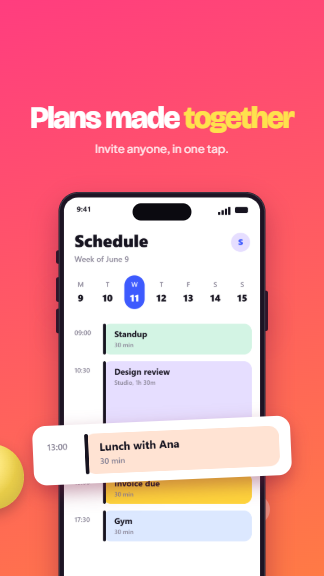 Plans made together
Invite anyone, in one tap.
9:41
Schedule
S
Week of June 9
M T W T F S S
9 10 11 12 13 14 15
09:00
Standup
30 min
10:30
Design review
Studio, 1h 30m
13:00
Lunch with Ana
30 min
Invoice due
30 min
17:30
Gym
30 min